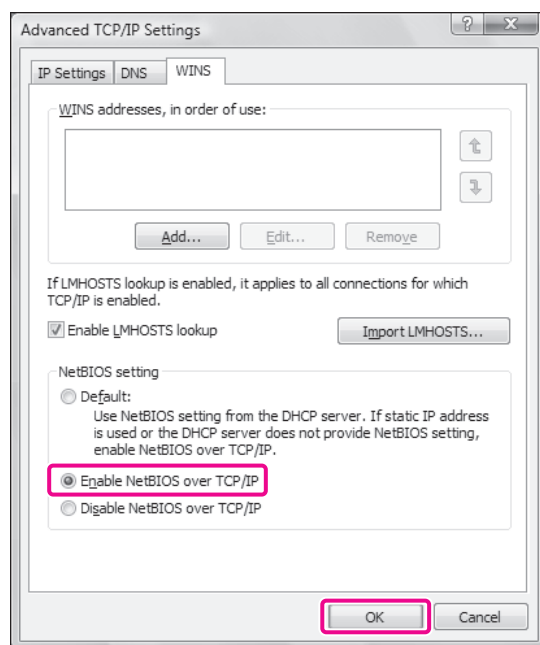 Advanced TCP/IP Settings
IP Settings DNS WINS
WINS addresses, in order of use:
Add... Edit... Remove
If LMHOSTS lookup is enabled, it applies to all connections for which
TCP/IP is enabled.
Enable LMHOSTS lookup Import LMHOSTS...
NetBIOS setting
Default:
Use NetBIOS setting from the DHCP server. If static IP address
is used or the DHCP server does not provide NetBIOS setting,
enable NetBIOS over TCP/IP.
Enable NetBIOS over TCP/IP
Disable NetBIOS over TCP/IP
OK Cancel